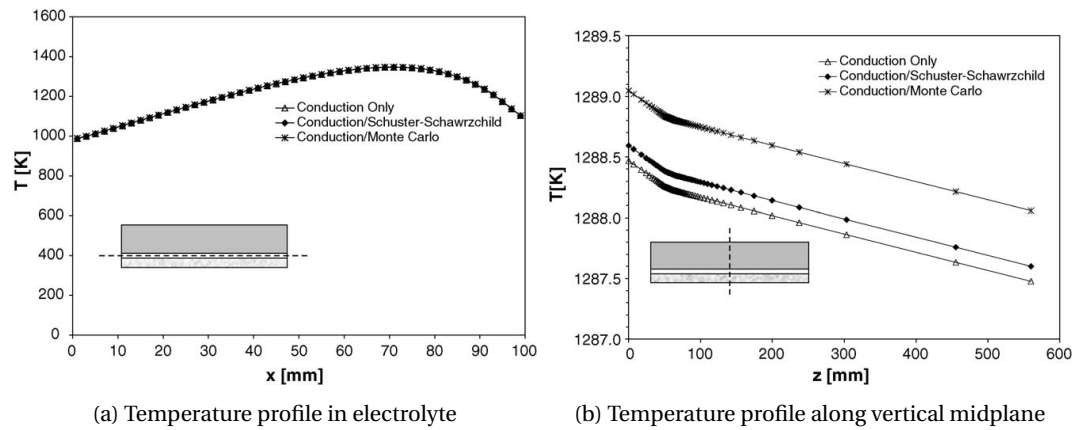 1600
1400
1200
1000
800
600
400
200
0
T [K]
Conduction Only
Conduction/Schuster-Schawrzchild
Conduction/Monte Carlo
0 10 20 30 40 50 60 70 80 90 100
x [mm]
(a) Temperature profile in electrolyte
1289.5
1289.0
1288.5
1288.0
1287.5
1287.0
T[K]
Conduction Only
Conduction/Schuster-Schawrzchild
Conduction/Monte Carlo
0 100 200 300 400 500 600
z [mm]
(b) Temperature profile along vertical midplane